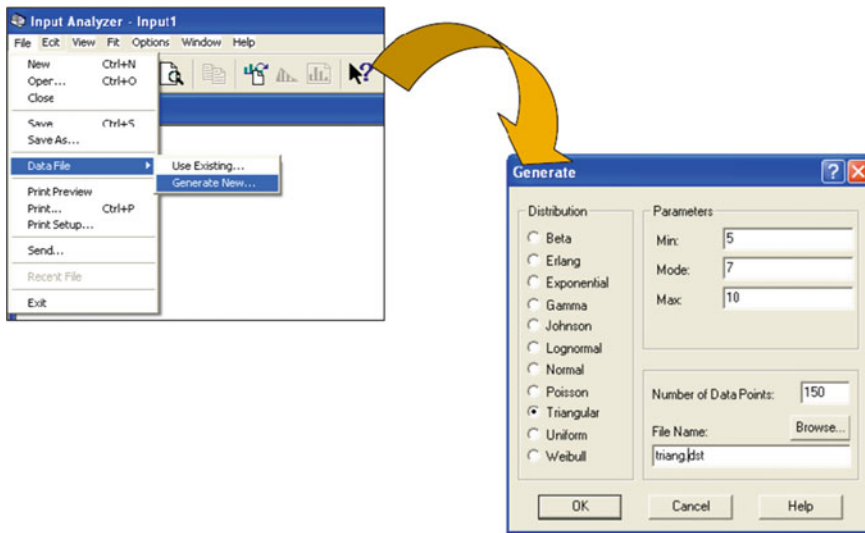 Input Analyzer - Input1
File Edit View Fit Options Window Help
New Ctrl+N
Open... Ctrl+O
Close
Save Ctrl+S
Save As...
Data File
Use Existing...
Generate New...
Print Preview
Print... Ctrl+P
Print Setup...
Send...
Recent File
Exit
Generate
Distribution
Beta
Erlang
Exponential
Gamma
Johnson
Lognormal
Normal
Poisson
Triangular
Uniform
Weibull
Parameters
Min: 5
Mode: 7
Max: 10
Number of Data Points: 150
File Name: Browse...
triang.dst
OK Cancel Help